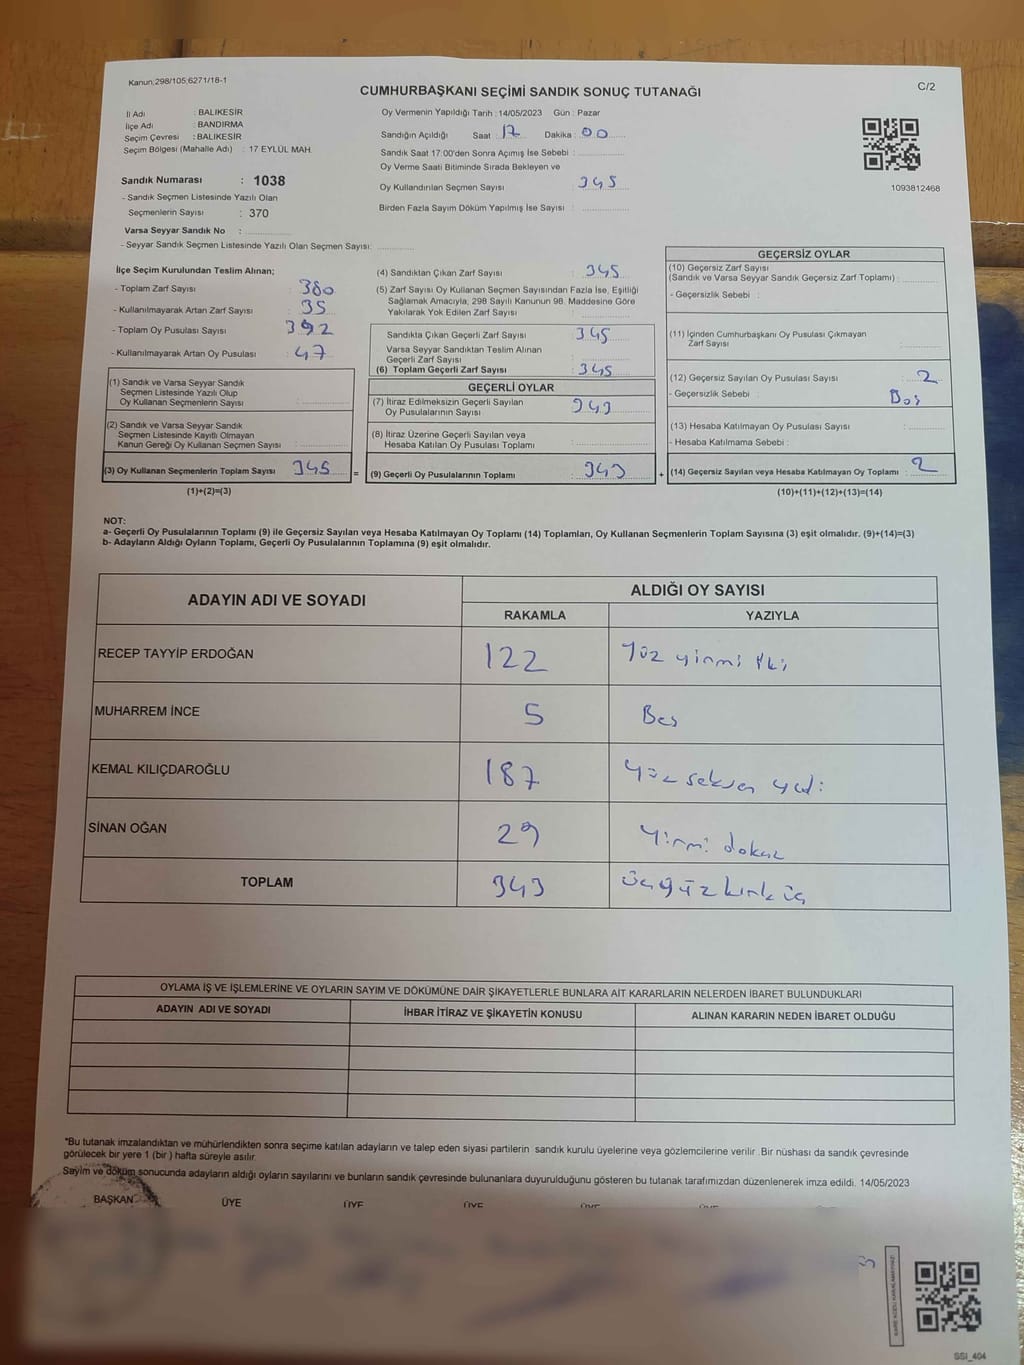 Kanun,298/105,6271/18-1
CUMHURBAŞKANI SEÇİMİ SANDIK SONUÇ TUTANAĞI
C/2
İl Adı : BALIKESİR
İlçe Adı : BANDIRMA
Seçim Çevresi : BALIKESİR
Seçim Bölgesi (Mahalle Adı) : 17 EYLÜL MAH.
Sandık Numarası : 1038
- Sandık Seçmen Listesinde Yazılı Olan
Seçmenlerin Sayısı : 370
Varsa Seyyar Sandık No :
- Seyyar Sandık Seçmen Listesinde Yazılı Olan Seçmen Sayısı:
Oy Vermenin Yapıldığı Tarih : 14/05/2023 Gün : Pazar
Sandığın Açıldığı Saat : 17 Dakika : 00
Sandık Saat 17:00'den Sonra Açımış İse Sebebi :
Oy Verme Saati Bitiminde Sırada Bekleyen ve
Oy Kullandırılan Seçmen Sayısı : 345
Birden Fazla Sayım Döküm Yapılmış İse Sayısı :
1093812468
İlçe Seçim Kurulundan Teslim Alınan;
- Toplam Zarf Sayısı : 380
- Kullanılmayarak Artan Zarf Sayısı : 35
- Toplam Oy Pusulası Sayısı : 392
- Kullanılmayarak Artan Oy Pusulası : 47
(1) Sandık ve Varsa Seyyar Sandık
Seçmen Listesinde Yazılı Olup
Oy Kullanan Seçmenlerin Sayısı :
(2) Sandık ve Varsa Seyyar Sandık
Seçmen Listesinde Kayıtlı Olmayan
Kanun Gereği Oy Kullanan Seçmen Sayısı :
(3) Oy Kullanan Seçmenlerin Toplam Sayısı : 345
(1)+(2)=(3)
=
(4) Sandıktan Çıkan Zarf Sayısı : 345
(5) Zarf Sayısı Oy Kullanan Seçmen Sayısından Fazla İse, Eşitliği
Sağlamak Amacıyla, 298 Sayılı Kanunun 98. Maddesine Göre
Yakılarak Yok Edilen Zarf Sayısı :
Sandıkta Çıkan Geçerli Zarf Sayısı : 345
Varsa Seyyar Sandıktan Teslim Alınan
Geçerli Zarf Sayısı :
(6) Toplam Geçerli Zarf Sayısı : 345
GEÇERLİ OYLAR
(7) İtiraz Edilmeksizin Geçerli Sayılan
Oy Pusulalarının Sayısı : 343
(8) İtiraz Üzerine Geçerli Sayılan veya
Hesaba Katılan Oy Pusulası Toplamı :
(9) Geçerli Oy Pusulalarının Toplamı : 343
+
GEÇERSİZ OYLAR
(10) Geçersiz Zarf Sayısı
(Sandık ve Varsa Seyyar Sandık Geçersiz Zarf Toplamı) :
- Geçersizlik Sebebi :
(11) İçinden Cumhurbaşkanı Oy Pusulası Çıkmayan
Zarf Sayısı :
(12) Geçersiz Sayılan Oy Pusulası Sayısı : 2
- Geçersizlik Sebebi : Boş
(13) Hesaba Katılmayan Oy Pusulası Sayısı :
- Hesaba Katılmama Sebebi :
(14) Geçersiz Sayılan veya Hesaba Katılmayan Oy Toplamı : 2
(10)+(11)+(12)+(13)=(14)
NOT:
a- Geçerli Oy Pusulalarının Toplamı (9) ile Geçersiz Sayılan veya Hesaba Katılmayan Oy Toplamı (14) Toplamları, Oy Kullanan Seçmenlerin Toplam Sayısına (3) eşit olmalıdır. (9)+(14)=(3)
b- Adayların Aldığı Oyların Toplamı, Geçerli Oy Pusulalarının Toplamına (9) eşit olmalıdır.
ADAYIN ADI VE SOYADI
ALDIĞI OY SAYISI
RAKAMLA YAZIYLA
RECEP TAYYİP ERDOĞAN 122 Yüz yirmi iki
MUHARREM İNCE 5 Beş
KEMAL KILIÇDAROĞLU 187 Yüz seksen yedi
SİNAN OĞAN 29 Yirmi dokuz
TOPLAM 343 üçyüz kırk üç
OYLAMA İŞ VE İŞLEMLERİNE VE OYLARIN SAYIM VE DÖKÜMÜNE DAİR ŞİKAYETLERLE BUNLARA AİT KARARLARIN NELERDEN İBARET BULUNDUKLARI
ADAYIN ADI VE SOYADI İHBAR İTİRAZ VE ŞİKAYETİN KONUSU ALINAN KARARIN NEDEN İBARET OLDUĞU
*Bu tutanak imzalandıktan ve mühürlendikten sonra seçime katılan adayların ve talep eden siyasi partilerin sandık kurulu üyelerine veya gözlemcilerine verilir. Bir nüshası da sandık çevresinde
görülecek bir yere 1 (bir) hafta süreyle asılır.
Sayım ve döküm sonucunda adayların aldığı oyların sayılarını ve bunların sandık çevresinde bulunanlara duyurulduğunu gösteren bu tutanak tarafımızdan düzenlenerek imza edildi. 14/05/2023
BAŞKAN ÜYE ÜYE ÜYE ÜYE ÜYE
SSI_404